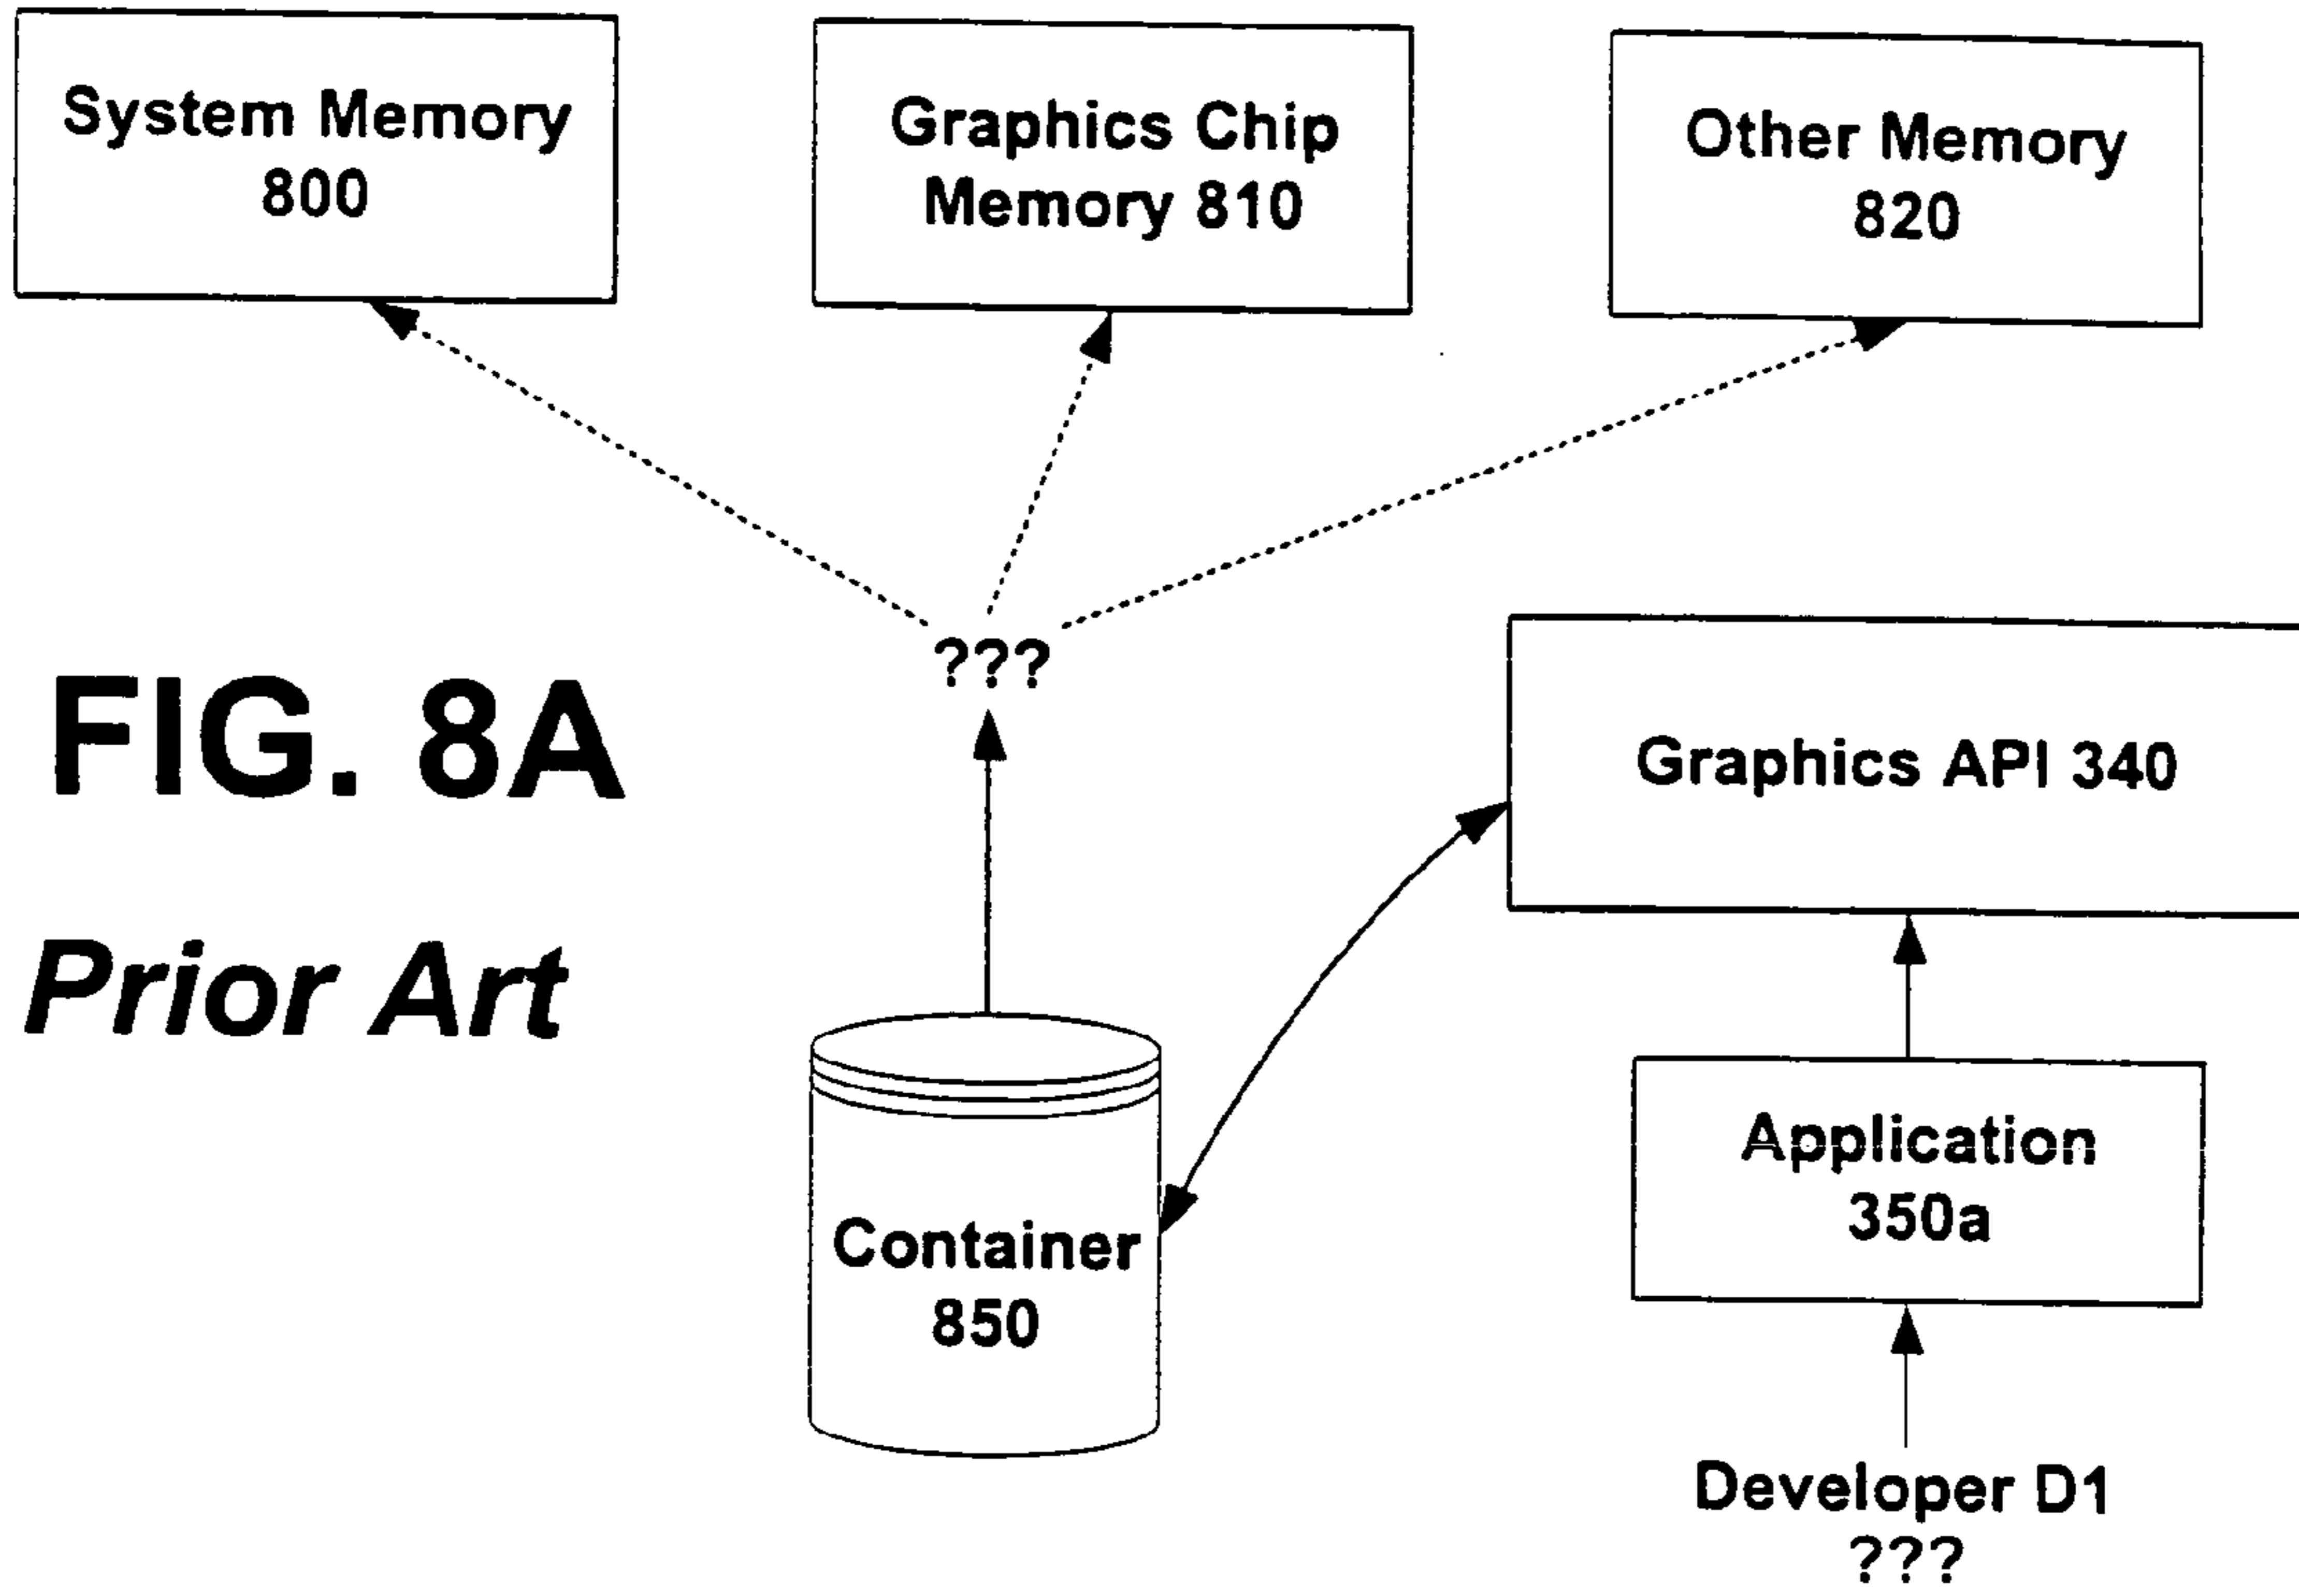 System Memory
800
Graphics Chip
Memory 810
Other Memory
820
???
FIG. 8A
Prior Art
Graphics API 340
Container
850
Application
350a
Developer D1
???